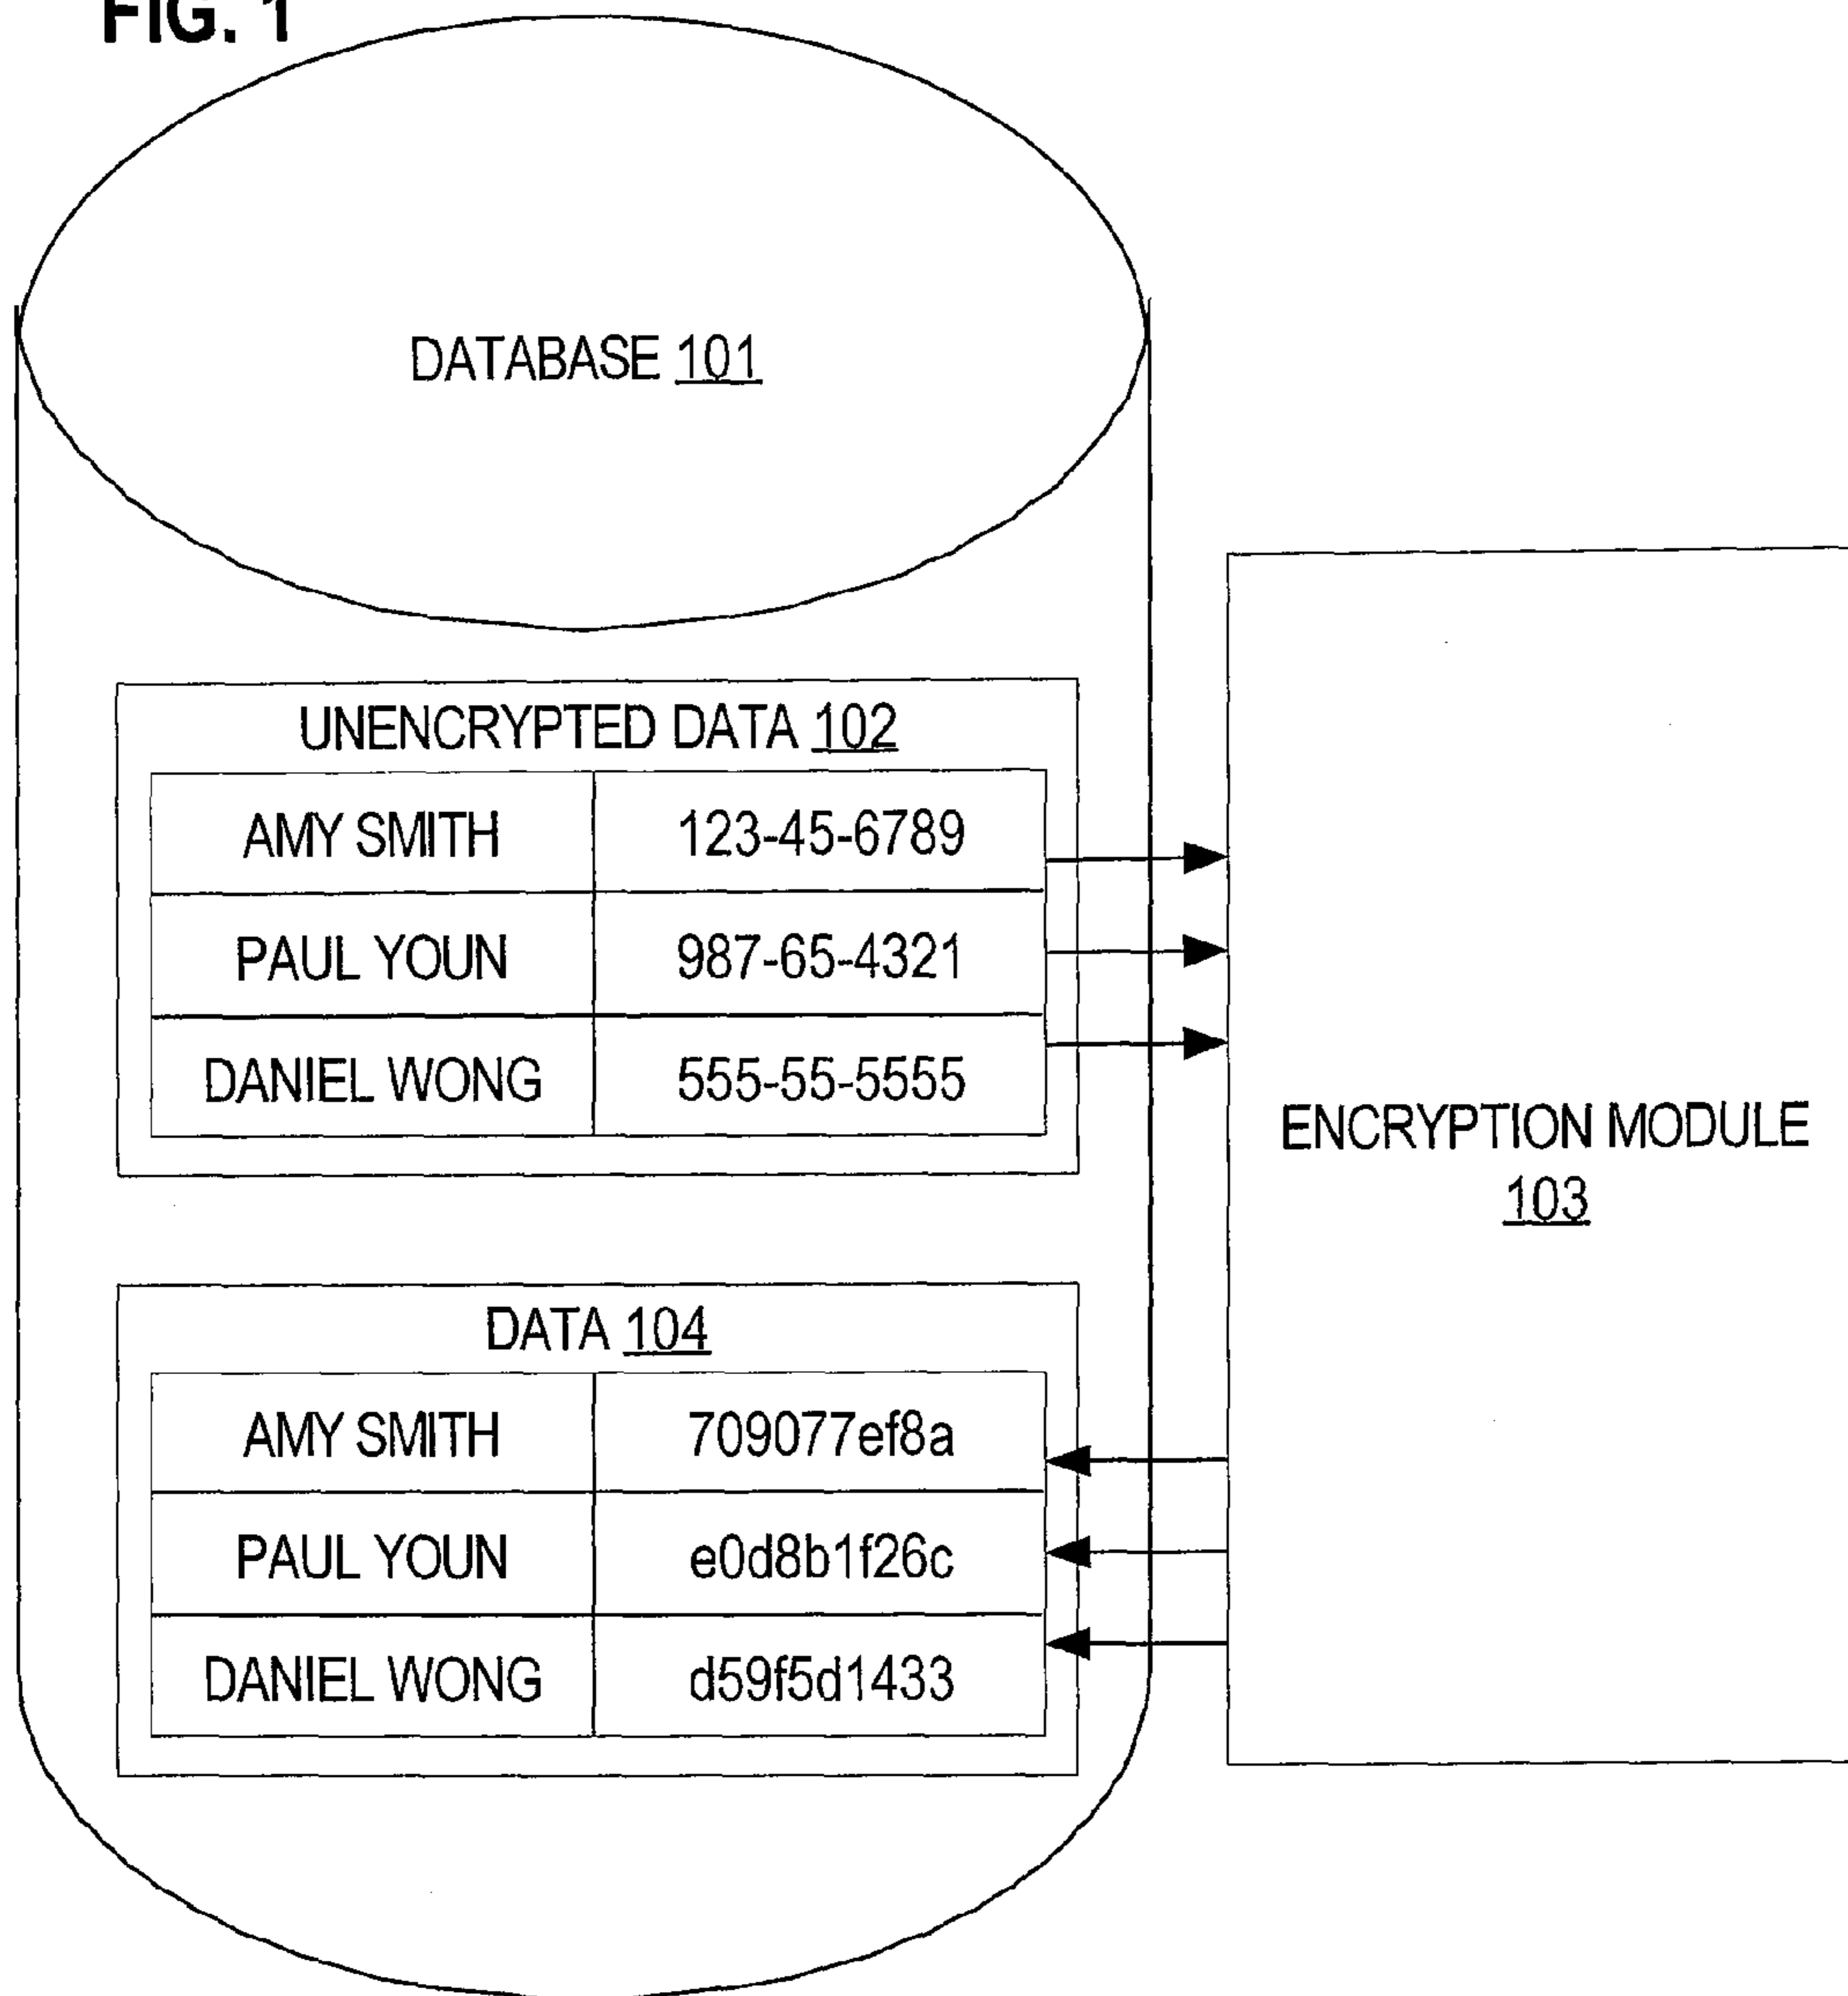 FIG. 1
DATABASE 101
UNENCRYPTED DATA 102
AMY SMITH 123-45-6789
PAUL YOUN 987-65-4321
DANIEL WONG 555-55-5555
ENCRYPTION MODULE
103
DATA 104
AMY SMITH 709077ef8a
PAUL YOUN e0d8b1f26c
DANIEL WONG d59f5d1433